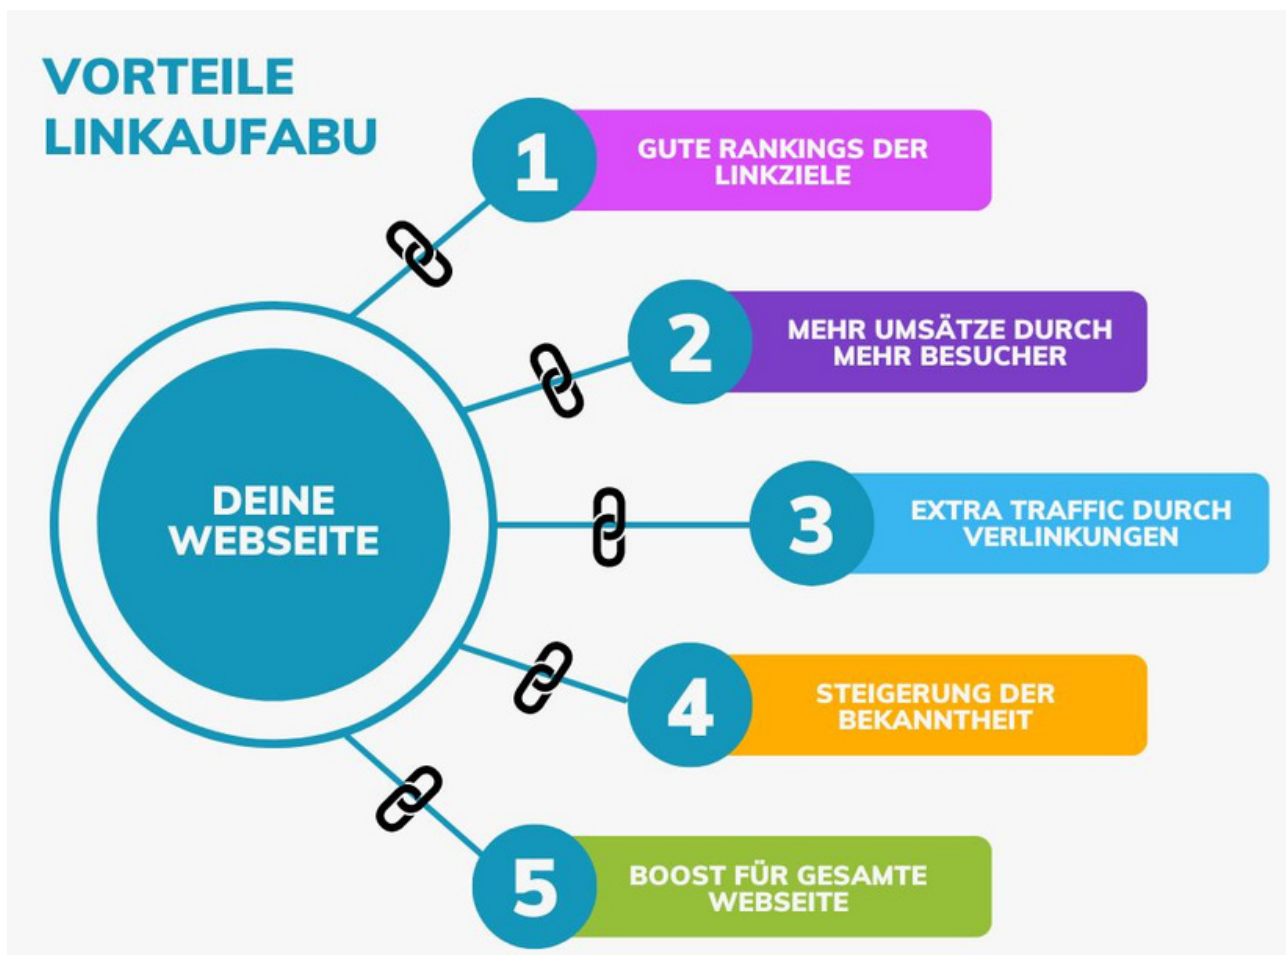 VORTEILE
LINKAUFABU
1
GUTE RANKINGS DER
LINKZIELE
2
MEHR UMSÄTZE DURCH
MEHR BESUCHER
DEINE
WEBSEITE
3
EXTRA TRAFFIC DURCH
VERLINKUNGEN
4
STEIGERUNG DER
BEKANNTHEIT
5
BOOST FÜR GESAMTE
WEBSEITE